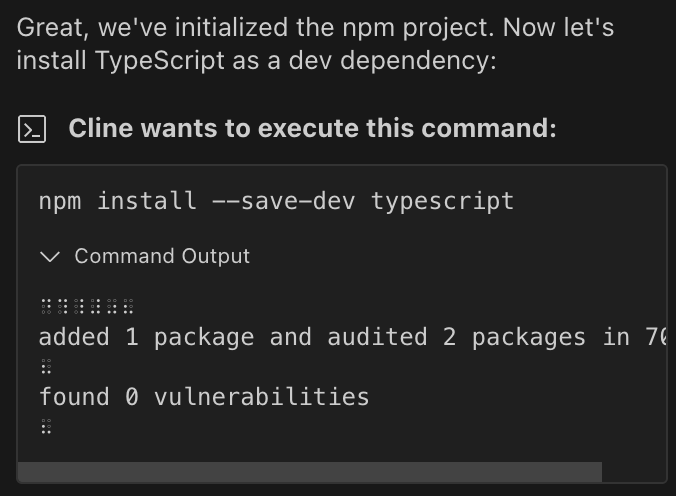 Great, we've initialized the npm project. Now let's
install TypeScript as a dev dependency:
Cline wants to execute this command:
npm install --save-dev typescript
Command Output
added 1 package and audited 2 packages in
found 0 vulnerabilities